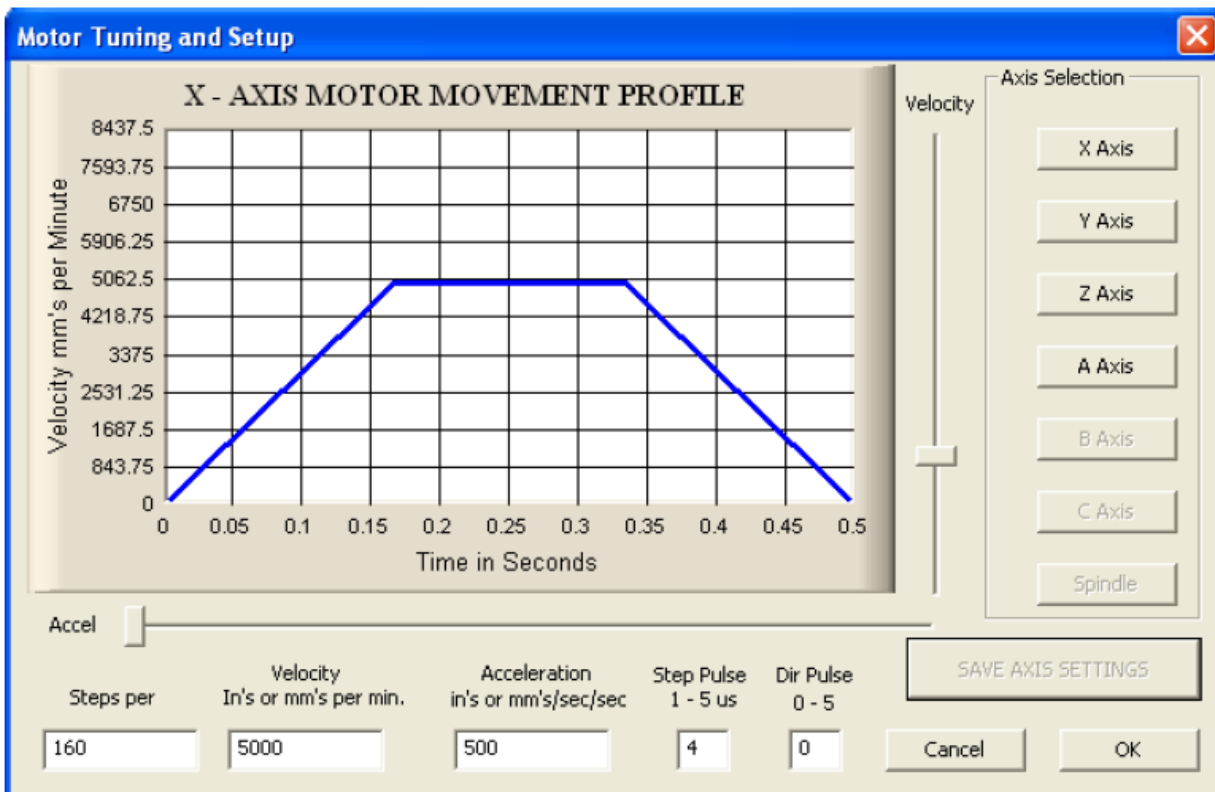 Motor Tuning and Setup
X - AXIS MOTOR MOVEMENT PROFILE
Velocity mm's per Minute
8437.5
7593.75
6750
5906.25
5062.5
4218.75
3375
2531.25
1687.5
843.75
0
0 0.05 0.1 0.15 0.2 0.25 0.3 0.35 0.4 0.45 0.5
Time in Seconds
Velocity
Axis Selection
X Axis
Y Axis
Z Axis
A Axis
B Axis
C Axis
Spindle
Accel
Steps per
160
Velocity
In's or mm's per min.
5000
Acceleration
in's or mm's/sec/sec
500
Step Pulse
1 - 5 us
4
Dir Pulse
0 - 5
0
SAVE AXIS SETTINGS
Cancel OK